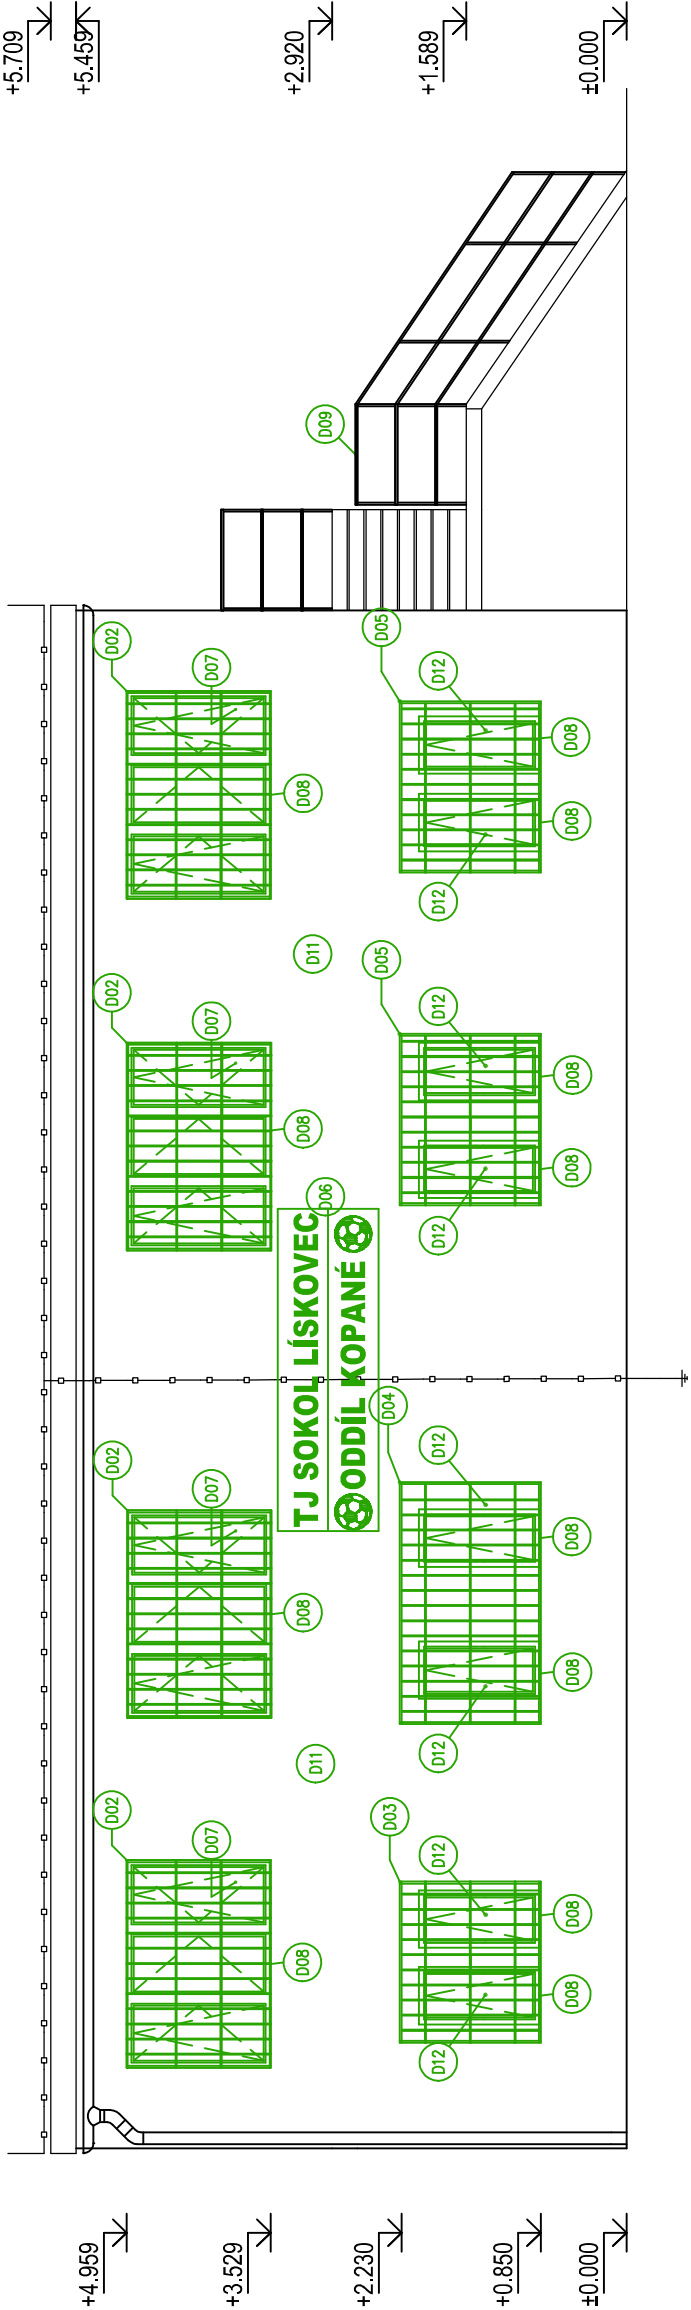 +5.709
+5.459
+2.920
+1.589
±0.000
D09
D02
D07
D08
D05
D12
D08
D12
D08
D11
D02
D07
D08
D05
D12
D08
D12
D08
D06
TJ SOKOL LÍSKOVEC
ODDÍL KOPANÉ
D04
D02
D07
D08
D12
D08
D12
D08
D11
D02
D07
D08
D03
D12
D08
D12
D08
+4.959
+3.529
+2.230
+0.850
±0.000